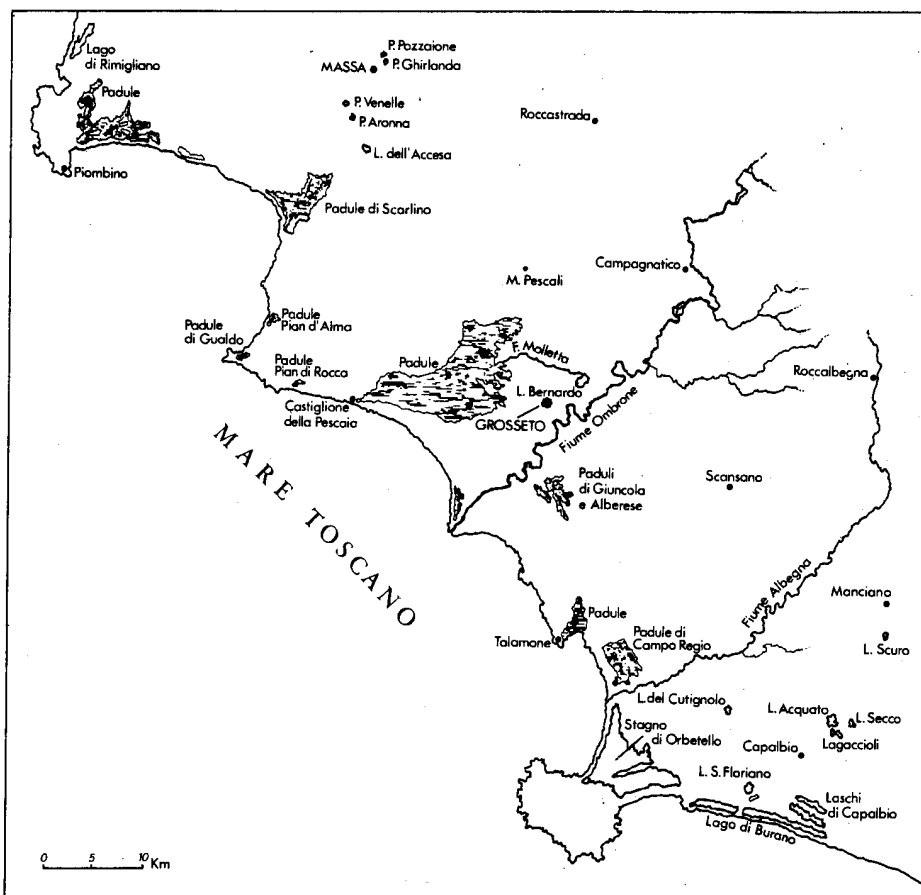 P. Pozzaione
MASSA
P. Ghirlanda
Lago
di Rimigliano
Padule
P. Venelle
P. Aronna
Roccastrada
L. dell'Accesa
Piombino
Padule di Scarlino
Campagnatico
M. Pescali
Padule
Pian d'Alma
Padule
di Gualdo
Padule
Pian di Rocca
Padule
F. Molletta
Roccalbegna
Castiglione
della Pescaia
L. Bernardo
GROSSETO
Fiume Ombrone
MARE TOSCANO
Paduli
di Giuncola
e Alberese
Scansano
Fiume Albegna
Manciana
Padule
Talamone
Padule di
Campo Regio
L. Scuro
L. del Cutignolo
L. Acquato
L. Secco
Lagaccioli
Stagno
di Orbetello
Capalbio
L. S. Floriano
Laschi
di Capalbio
Lago di Burano
0 5 10 Km